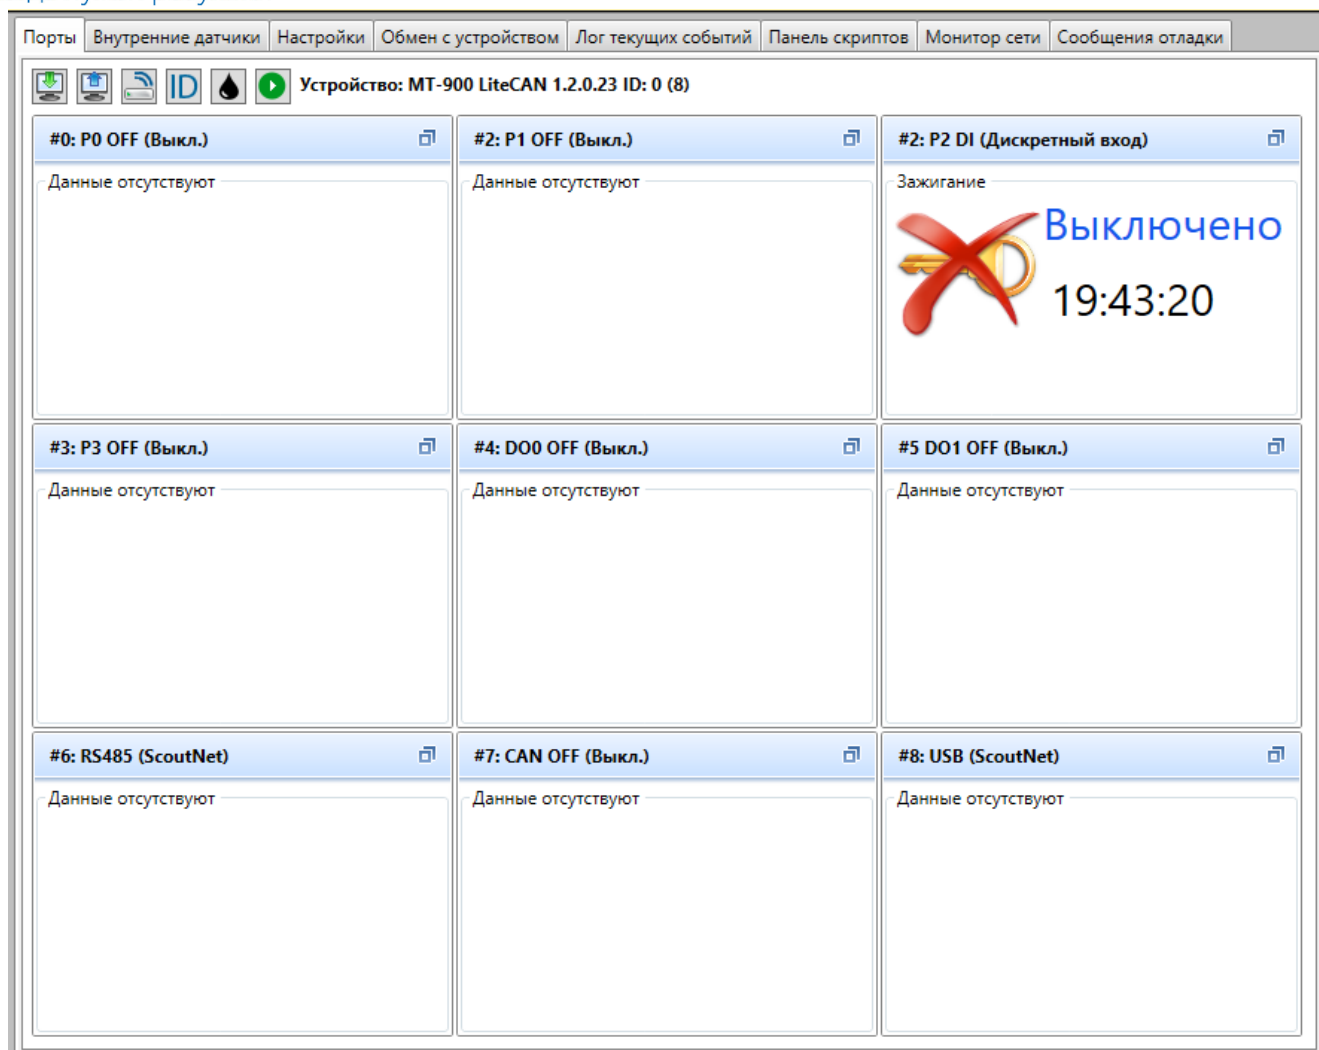 Порты Внутренние датчики Настройки Обмен с устройством Лог текущих событий Панель скриптов Монитор сети Сообщения отладки
ID Устройство: МТ-900 LiteCAN 1.2.0.23 ID: 0 (8)
#0: P0 OFF (Выкл.) #2: P1 OFF (Выкл.) #2: P2 DI (Дискретный вход)
Данные отсутствуют Данные отсутствуют Зажигание
Выключено
19:43:20
#3: P3 OFF (Выкл.) #4: DO0 OFF (Выкл.) #5 DO1 OFF (Выкл.)
Данные отсутствуют Данные отсутствуют Данные отсутствуют
#6: RS485 (ScoutNet) #7: CAN OFF (Выкл.) #8: USB (ScoutNet)
Данные отсутствуют Данные отсутствуют Данные отсутствуют